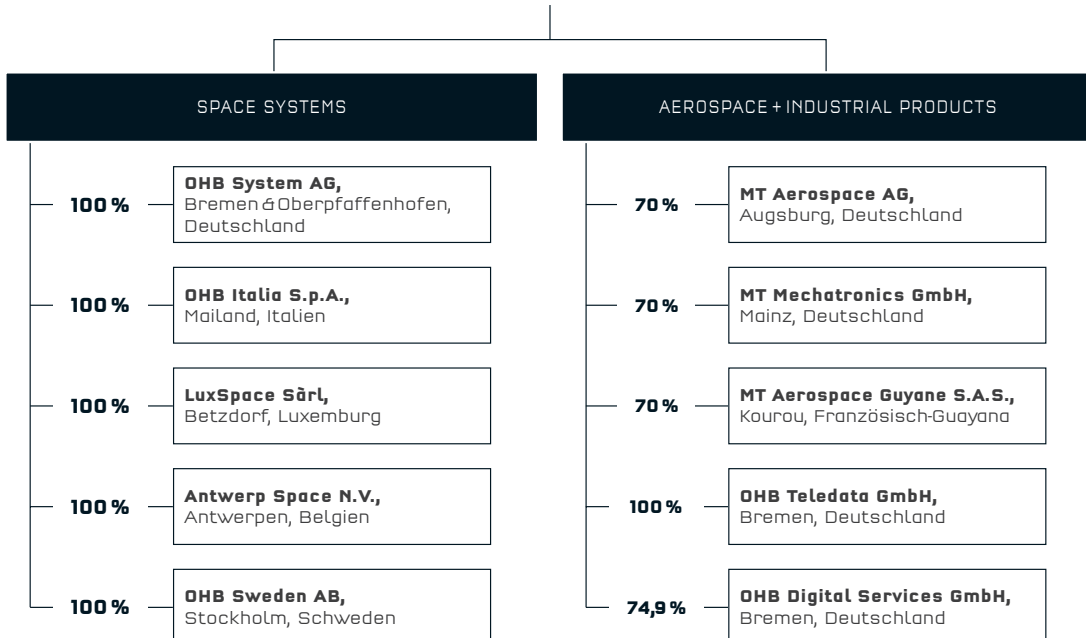 SPACE SYSTEMS
100 %
OHB System AG,
Bremen & Oberpfaffenhofen,
Deutschland
100 %
OHB Italia S.p.A.,
Mailand, Italien
100 %
LuxSpace Sàrl,
Betzdorf, Luxemburg
100 %
Antwerp Space N.V.,
Antwerpen, Belgien
100 %
OHB Sweden AB,
Stockholm, Schweden
AEROSPACE + INDUSTRIAL PRODUCTS
70 %
MT Aerospace AG,
Augsburg, Deutschland
70 %
MT Mechatronics GmbH,
Mainz, Deutschland
70 %
MT Aerospace Guyane S.A.S.,
Kourou, Französisch-Guayana
100 %
OHB Teledata GmbH,
Bremen, Deutschland
74,9 %
OHB Digital Services GmbH,
Bremen, Deutschland